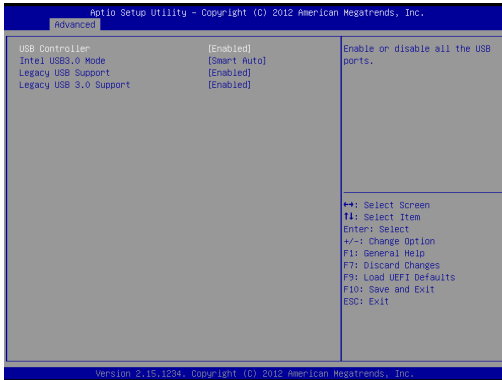 Aptio Setup Utility – Copyright (C) 2012 American Megatrends, Inc.
Advanced
USB Controller [Enabled]
Intel USB3.0 Mode [Smart Auto]
Legacy USB Support [Enabled]
Legacy USB 3.0 Support [Enabled]
Enable or disable all the USB
ports.
↔: Select Screen
↑↓: Select Item
Enter: Select
+/-: Change Option
F1: General Help
F7: Discard Changes
F9: Load UEFI Defaults
F10: Save and Exit
ESC: Exit
Version 2.15.1234. Copyright (C) 2012 American Megatrends, Inc.